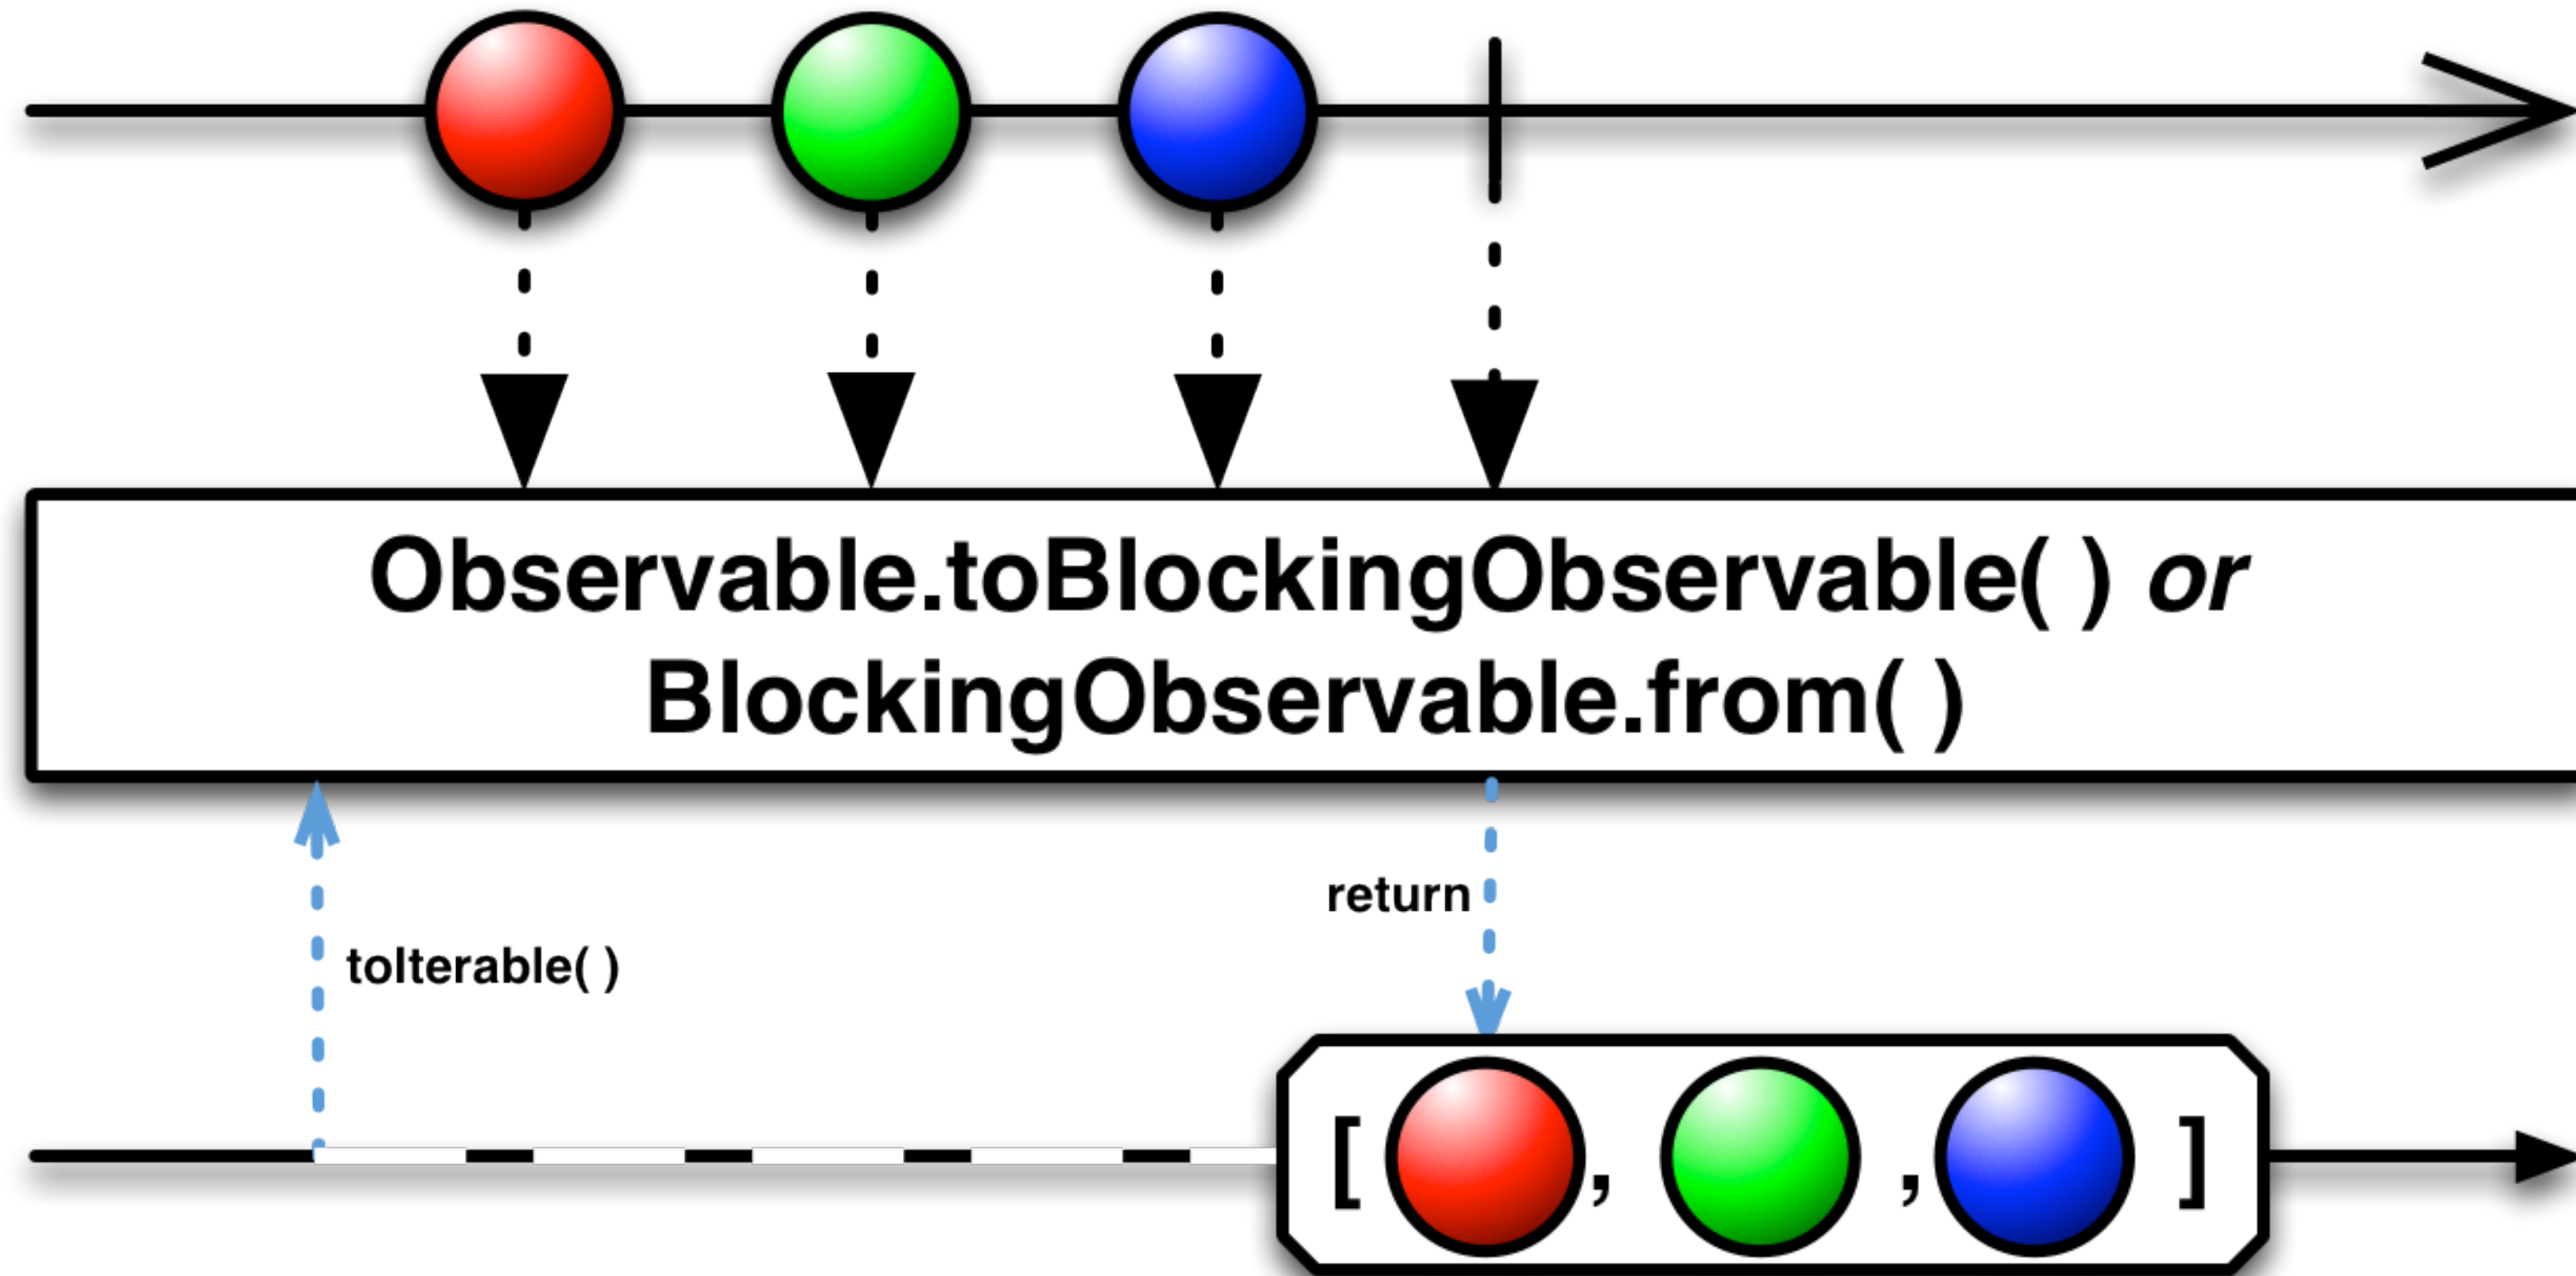 Observable.toBlockingObservable( ) or
BlockingObservable.from( )
return
toIterable( )
[ , , ]